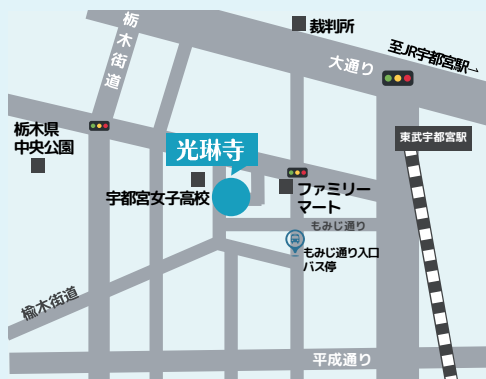 栃木街道
裁判所
至JR宇都宮駅→
大通り
栃木県
中央公園
東武宇都宮駅
光琳寺
宇都宮女子高校
ファミリー
マート
もみじ通り
もみじ通り入口
バス停
楡木街道
平成通り